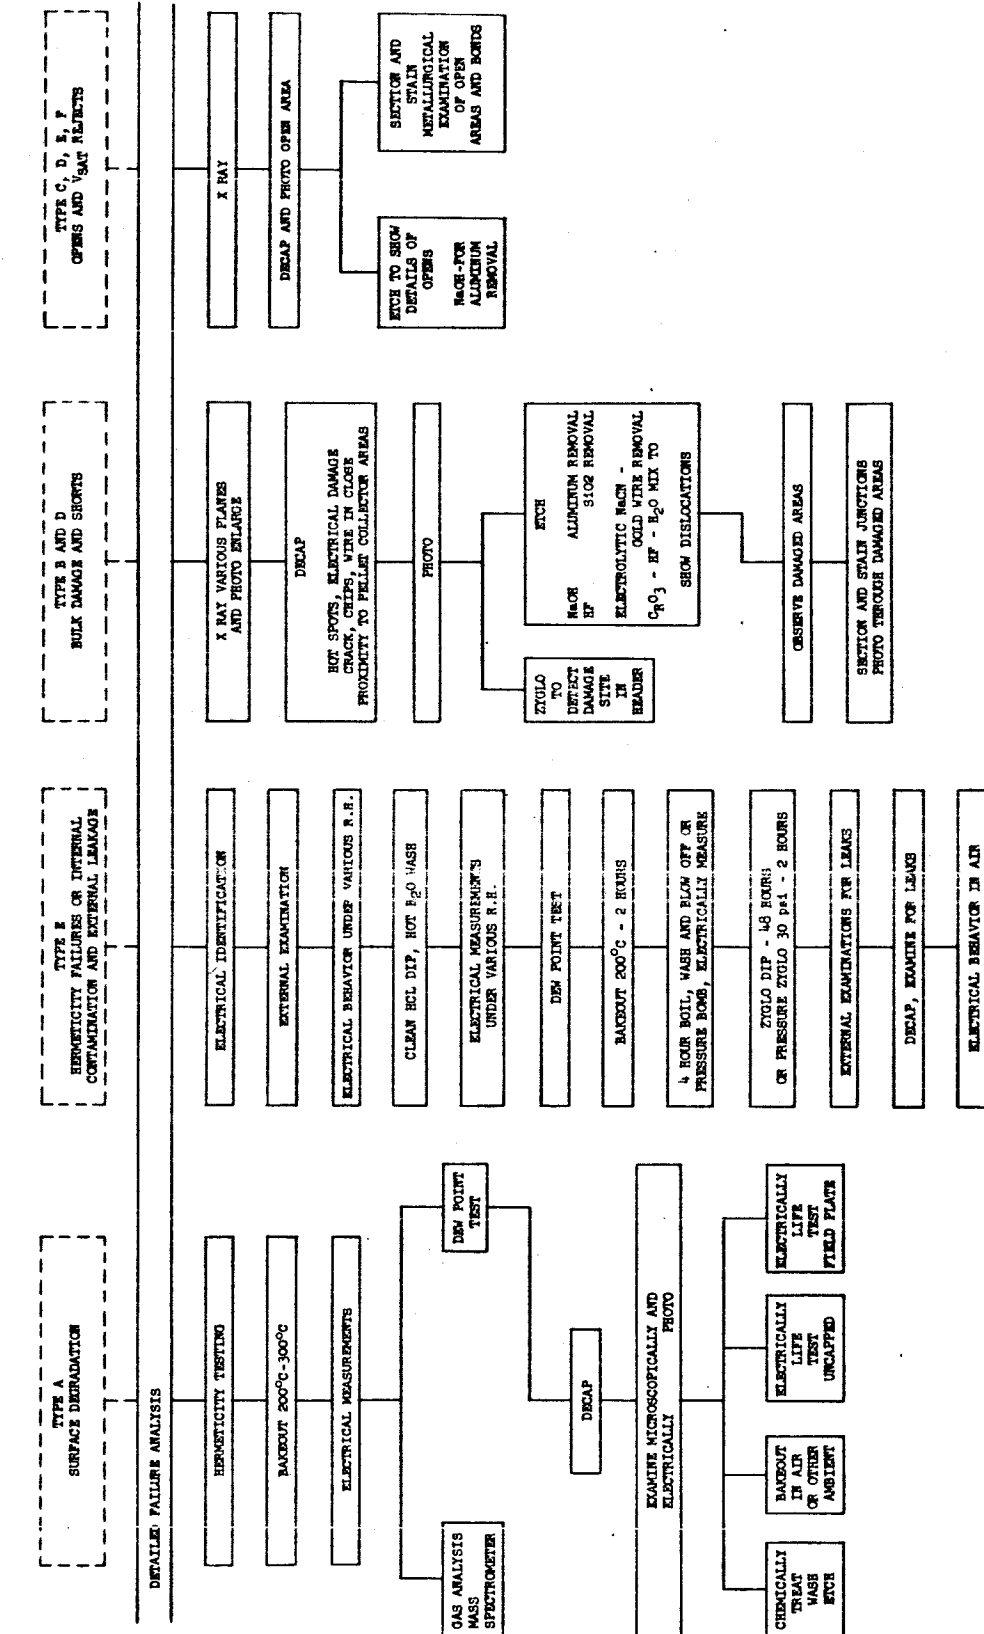 TYPE A
SURFACE DEGRADATION
TYPE E
HERMETICITY FAILURES OR INTERNAL
CONTAMINATION AND EXTERNAL LEAKAGE
TYPE B AND D
BULK DAMAGE AND SHORTS
TYPE C, D, E, F
OPENS AND VSAT REJECTS
DETAILED FAILURE ANALYSIS
HERMETICITY TESTING
BAKEOUT 200°C-300°C
ELECTRICAL MEASUREMENTS
GAS ANALYSIS
MASS
SPECTROMETER
DEW POINT
TEST
DECAP
EXAMINE MICROSCOPICALLY AND
ELECTRICALLY PHOTO
CHEMICALLY
TREAT
WASH
ETCH
BAKEOUT
IN AIR
OR OTHER
AMBIENT
ELECTRICALLY
LIFE
TEST
UNCAPPED
ELECTRICALLY
LIFE
TEST
FIELD PLATE
ELECTRICAL IDENTIFICATION
EXTERNAL EXAMINATION
ELECTRICAL BEHAVIOR UNDER VARIOUS R.H.
CLEAN HCL DIP, HOT H2O WASH
ELECTRICAL MEASUREMENTS
UNDER VARIOUS R.H.
DEW POINT TEST
BAKEOUT 200°C - 2 HOURS
4 HOUR BOIL, WASH AND BLOW OFF OR
PRESSURE BOMB, ELECTRICALLY MEASURE
ZYGLO DIP - 48 HOURS
OR PRESSURE ZYGLO 30 psi - 2 HOURS
EXTERNAL EXAMINATIONS FOR LEAKS
DECAP, EXAMINE FOR LEAKS
ELECTRICAL BEHAVIOR IN AIR
X RAY VARIOUS PLANES
AND PHOTO ENLARGE
DECAP
HOT SPOTS, ELECTRICAL DAMAGE
CRACK, CHIPS, WIRE IN CLOSE
PROXIMITY TO PELLET COLLECTOR AREAS
PHOTO
ZYGLO
TO
DETECT
DAMAGE
SITE
IN
HEADER
ETCH
NaOH ALUMINUM REMOVAL
HF S1O2 REMOVAL
ELECTROLYTIC NaCN -
GOLD WIRE REMOVAL
CRO3 - HF - H2O MIX TO
SHOW DISLOCATIONS
OBSERVE DAMAGED AREAS
SECTION AND STAIN JUNCTIONS
PHOTO THROUGH DAMAGED AREAS
X RAY
DECAP AND PHOTO OPEN AREA
ETCH TO SHOW
DETAILS OF
OPENS
NaOH-FOR
ALUMINUM
REMOVAL
SECTION AND
STAIN
METALLURGICAL
EXAMINATION
OF OPEN
AREAS AND BONDS